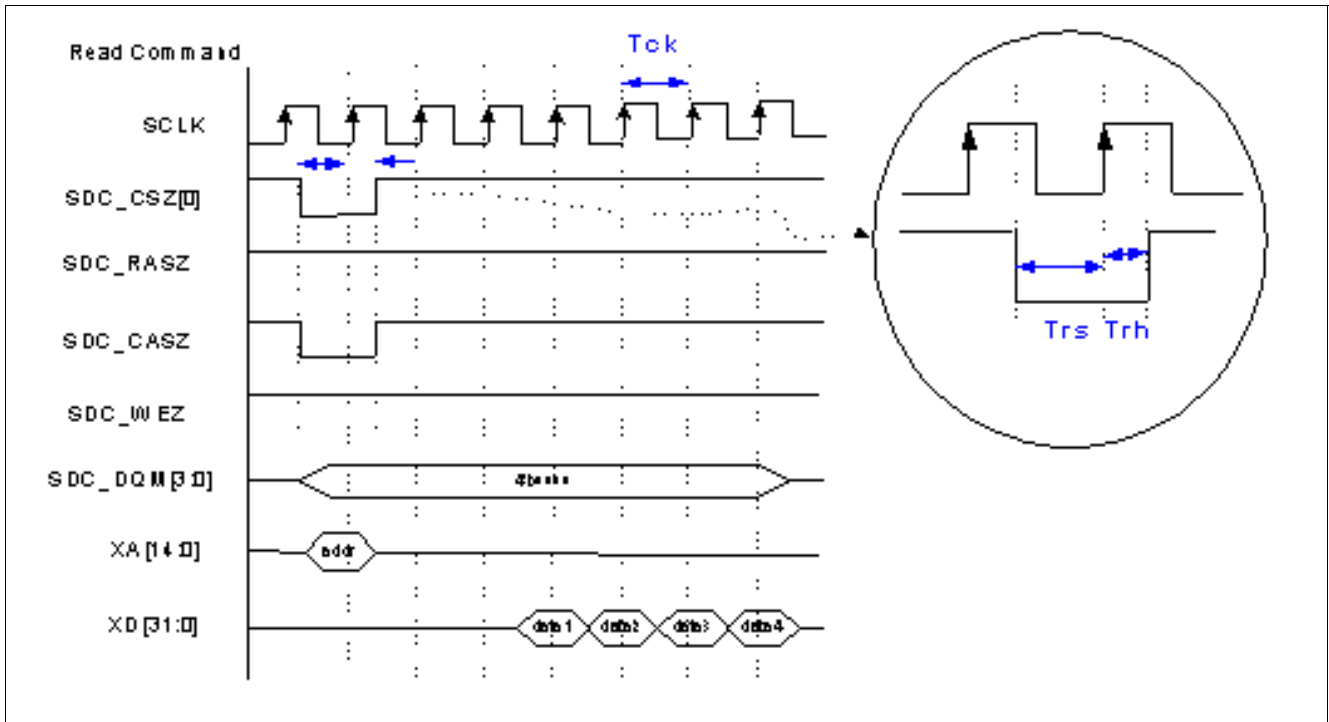 Read Command
Tck
SCLK
SDC_CSZ[0]
SDC_RASZ
Trs Trh
SDC_CASZ
SDC_WEZ
SDC_DQM[3:0]
XA[14:0]
addr
XD[31:0]
data1 data2 data3 data4